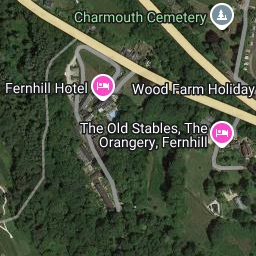 Charmouth Cemetery
Fernhill Hotel
Wood Farm Holiday
The Old Stables, The
Orangery, Fernhill